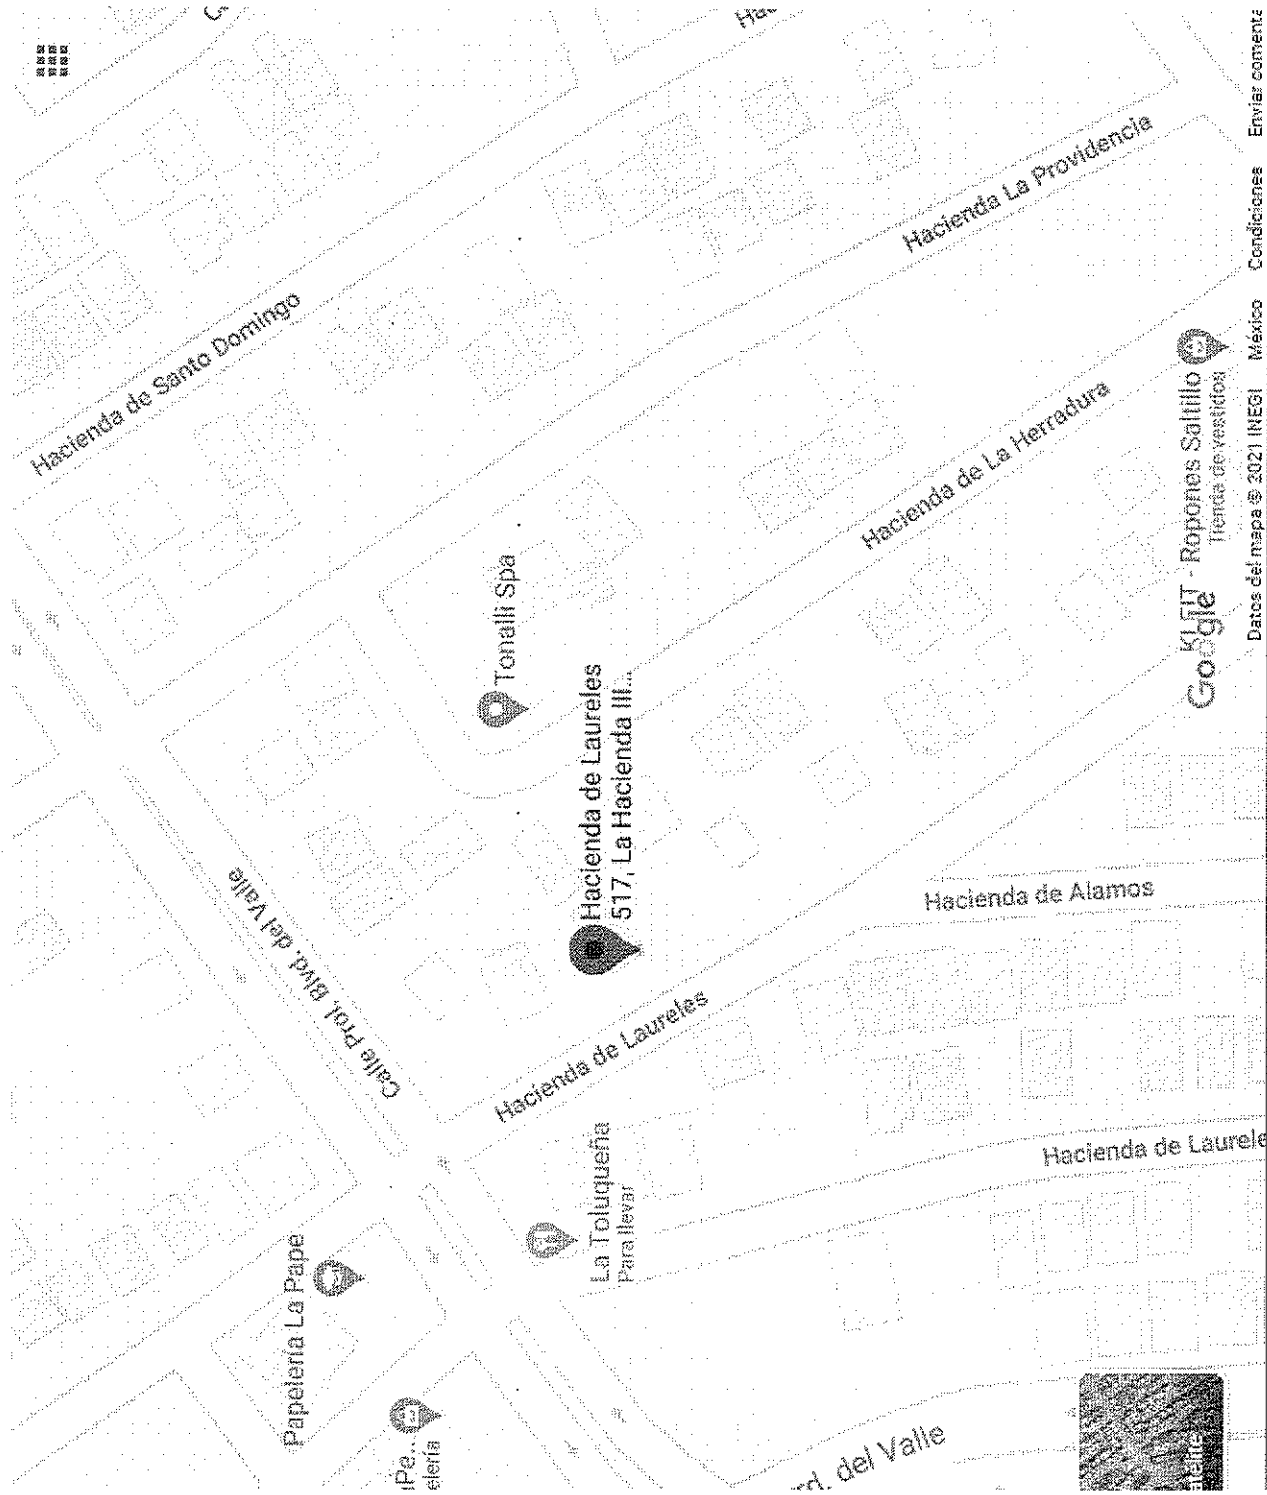 Hacienda de Santo Domingo
Hacienda La Providencia
Hacienda de La Herradura
Tonalli Spa
Hacienda de Laureles
517, La Hacienda III...
Calle Prol. Blvd. del Valle
Hacienda de Laureles
Hacienda de Alamos
Hacienda de Laurele
La Toluqueña
Para llevar
Papelería La Pape
Pe...
elería
rd. del Valle
Ropones Saltillo
Tienda de vestidos
Google
Datos del mapa © 2021 INEGI México Condiciones Enviar comenta